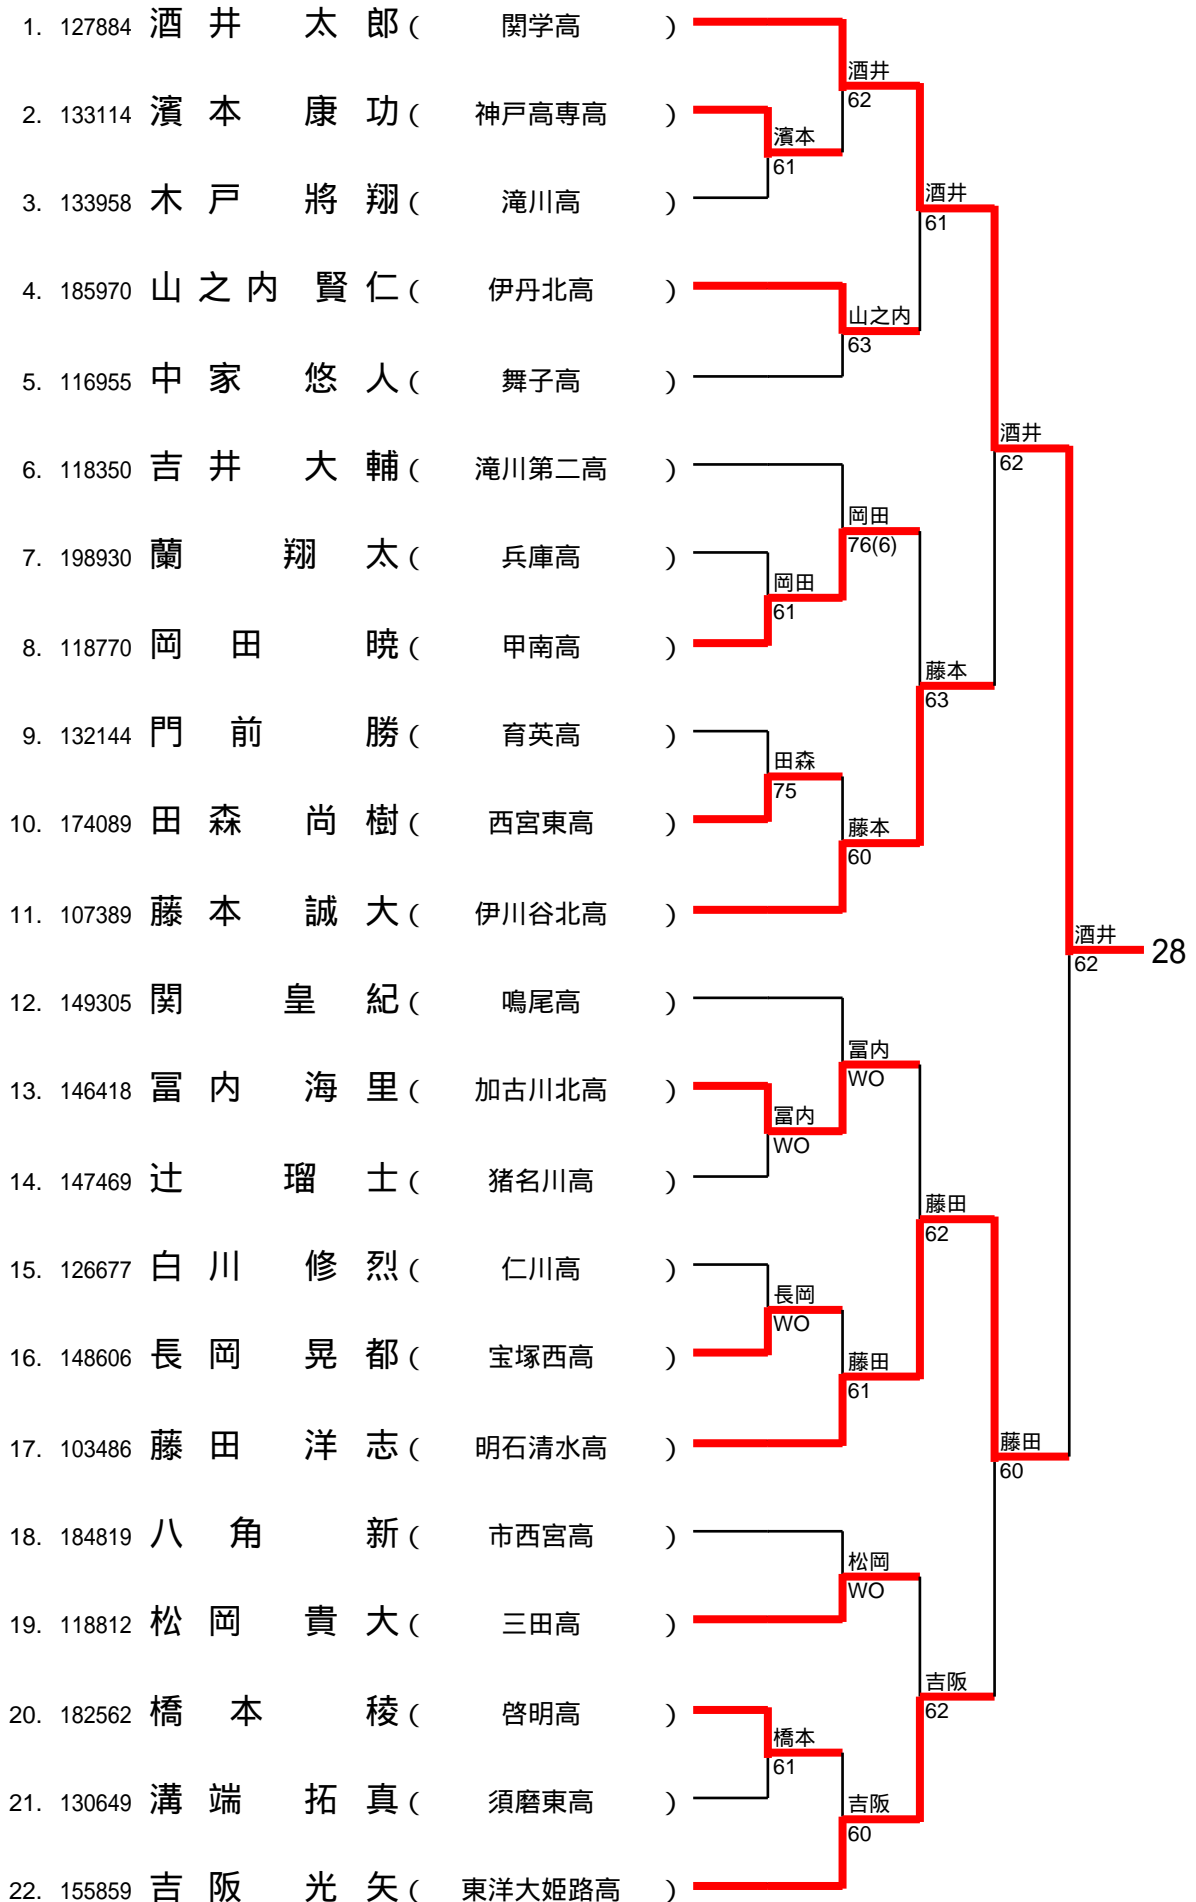 1. 127884 酒井 太郎 ( 関学高 )
酒井
62
2. 133114 濱本 康功 ( 神戸高専高 )
濱本
61
3. 133958 木戸 將翔 ( 滝川高 )
酒井
61
4. 185970 山之内 賢仁 ( 伊丹北高 )
山之内
63
5. 116955 中家 悠人 ( 舞子高 )
酒井
62
6. 118350 吉井 大輔 ( 滝川第二高 )
岡田
76(6)
7. 198930 蘭 翔太 ( 兵庫高 )
岡田
61
8. 118770 岡田 暁 ( 甲南高 )
藤本
63
9. 132144 門前 勝 ( 育英高 )
田森
75
10. 174089 田森 尚樹 ( 西宮東高 )
藤本
60
11. 107389 藤本 誠大 ( 伊川谷北高 )
酒井
62
28
12. 149305 関 皇紀 ( 鳴尾高 )
冨内
WO
13. 146418 冨内 海里 ( 加古川北高 )
冨内
WO
14. 147469 辻 瑠士 ( 猪名川高 )
藤田
62
15. 126677 白川 修烈 ( 仁川高 )
長岡
WO
16. 148606 長岡 晃都 ( 宝塚西高 )
藤田
61
17. 103486 藤田 洋志 ( 明石清水高 )
藤田
60
18. 184819 八角 新 ( 市西宮高 )
松岡
WO
19. 118812 松岡 貴大 ( 三田高 )
吉阪
62
20. 182562 橋本 稜 ( 啓明高 )
橋本
61
21. 130649 溝端 拓真 ( 須磨東高 )
吉阪
60
22. 155859 吉阪 光矢 ( 東洋大姫路高 )